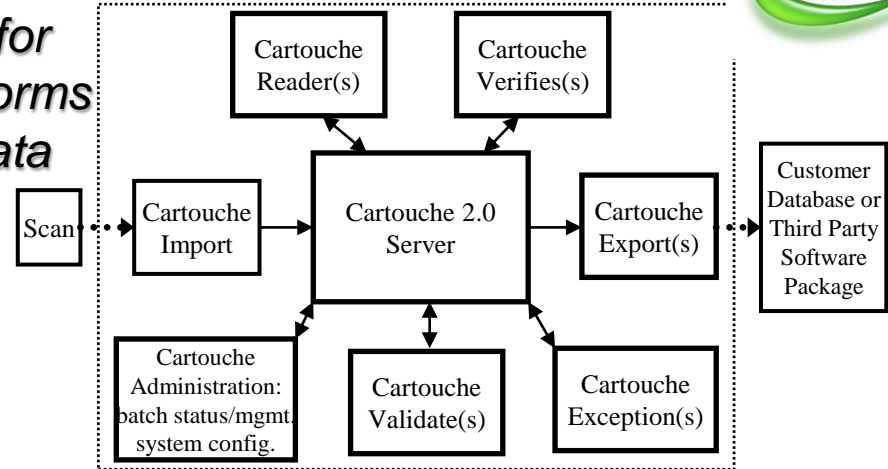 for
orms
ata
Scan
Cartouche
Import
Cartouche
Reader(s)
Cartouche
Verifies(s)
Cartouche 2.0
Server
Cartouche
Export(s)
Customer
Database or
Third Party
Software
Package
Cartouche
Administration:
batch status/mgmt.
system config.
Cartouche
Validate(s)
Cartouche
Exception(s)